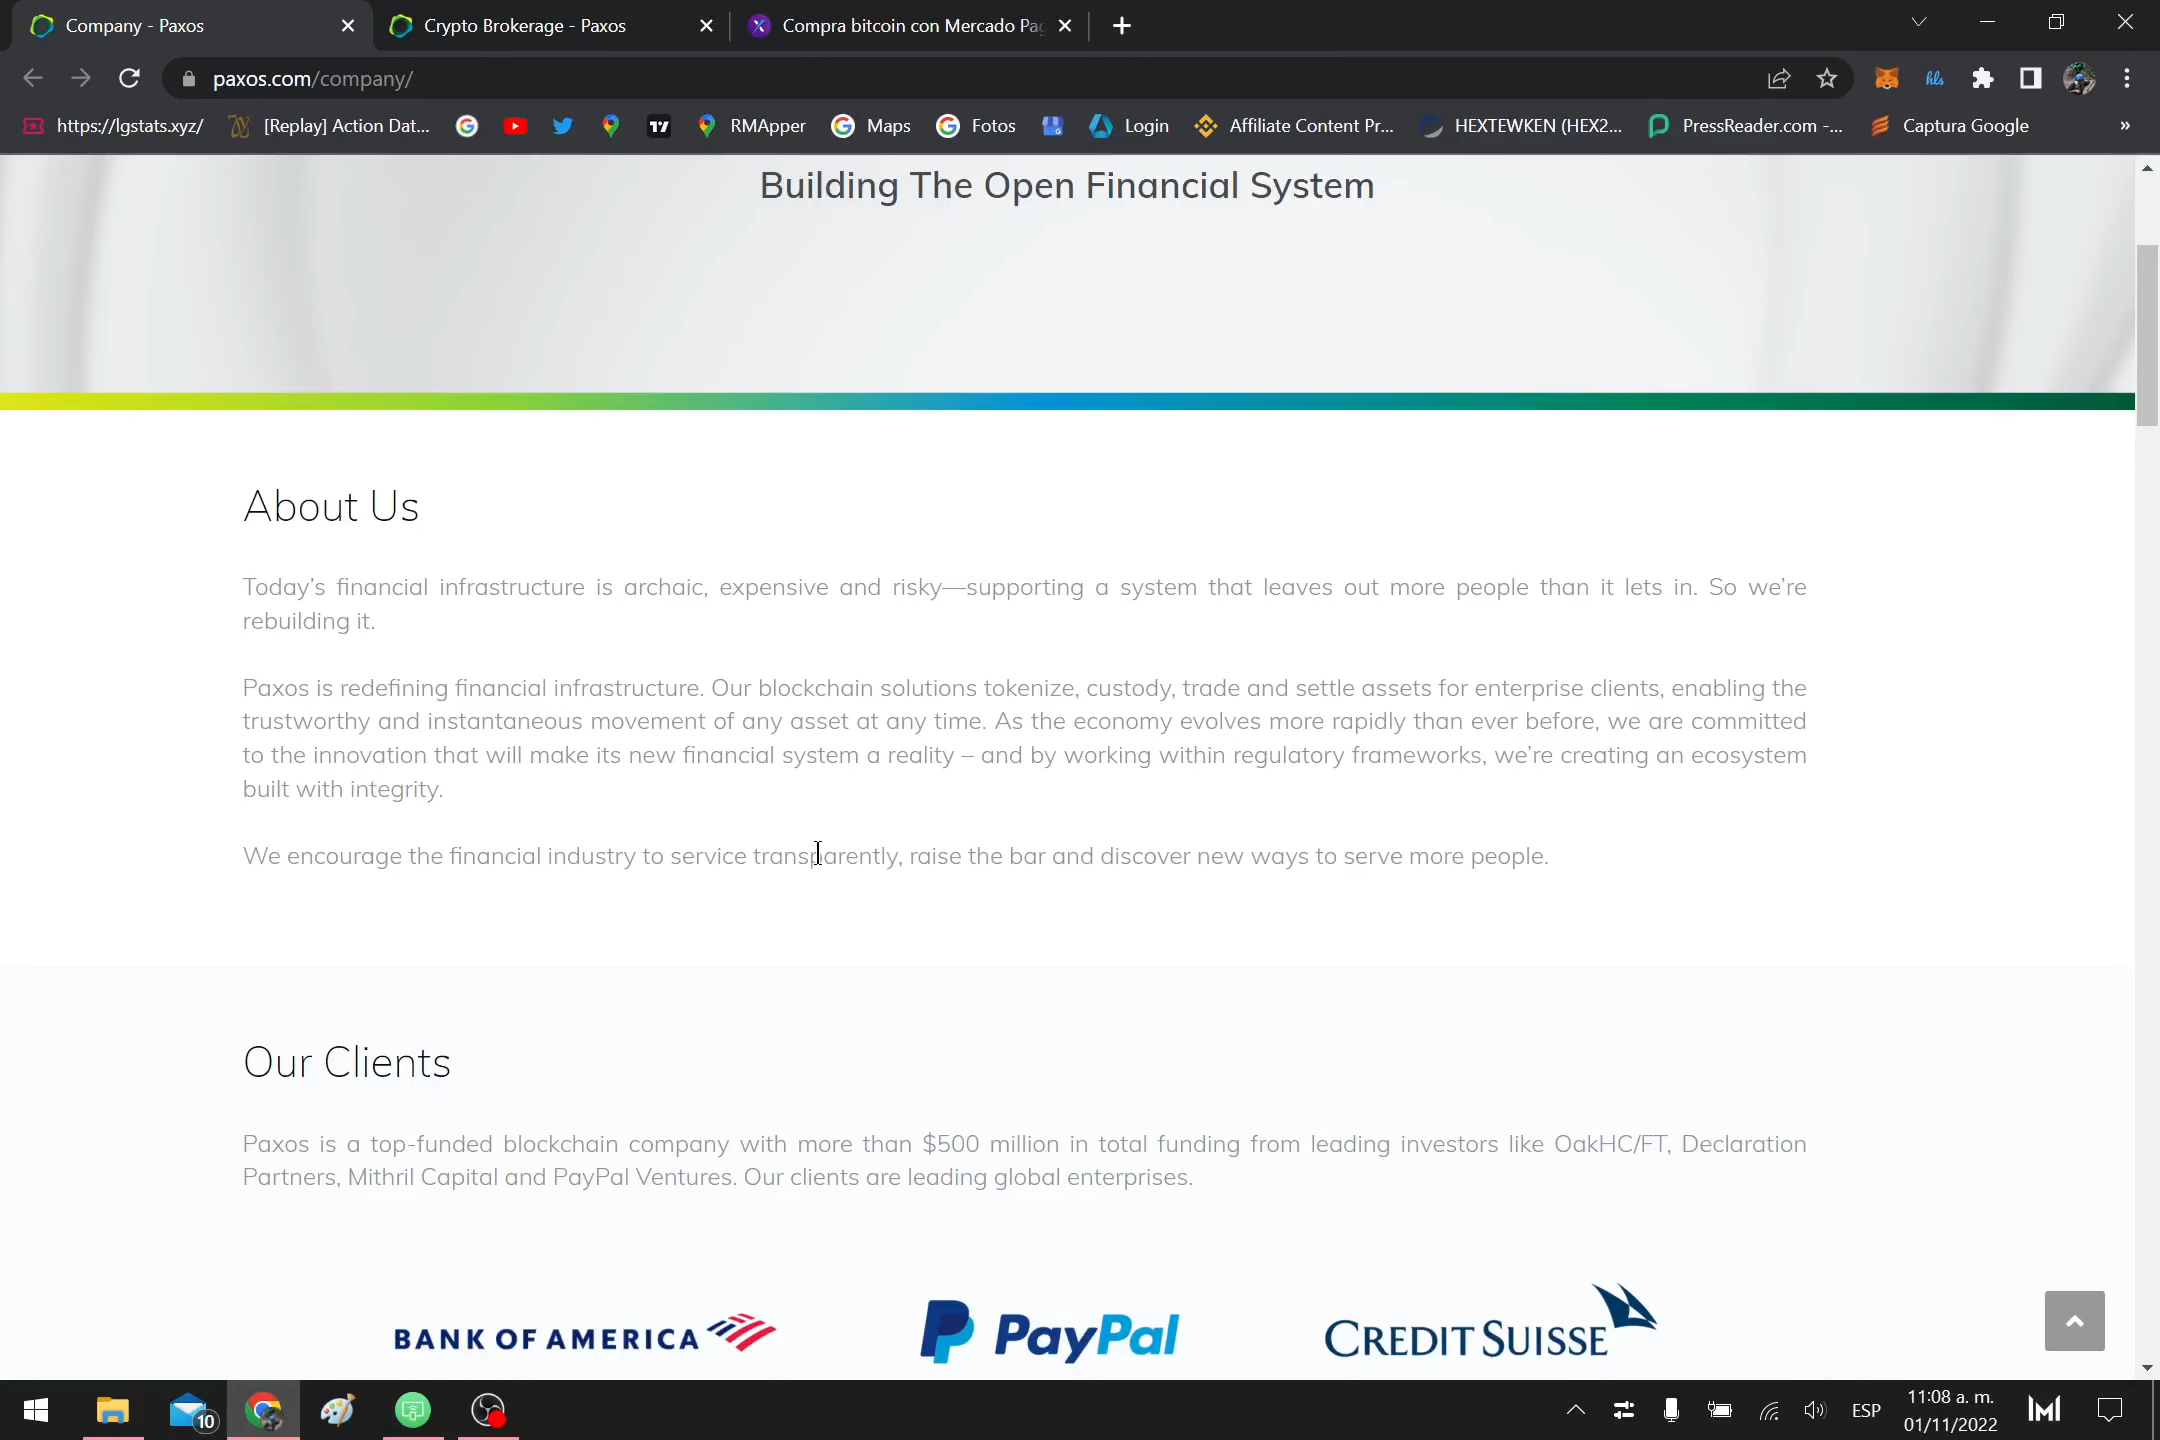 Company - Paxos
Crypto Brokerage - Paxos
Compra bitcoin con Mercado Pa
paxos.com/company/
hls
https://lgstats.xyz/
[Replay] Action Dat...
RMApper
Maps
Fotos
Login
Affiliate Content Pr...
HEXTEWKEN (HEX2...
PressReader.com -...
Captura Google
»
Building The Open Financial System
About Us
Today’s financial infrastructure is archaic, expensive and risky—supporting a system that leaves out more people than it lets in. So we’re
rebuilding it.
Paxos is redefining financial infrastructure. Our blockchain solutions tokenize, custody, trade and settle assets for enterprise clients, enabling the
trustworthy and instantaneous movement of any asset at any time. As the economy evolves more rapidly than ever before, we are committed
to the innovation that will make its new financial system a reality – and by working within regulatory frameworks, we’re creating an ecosystem
built with integrity.
We encourage the financial industry to service transparently, raise the bar and discover new ways to serve more people.
Our Clients
Paxos is a top-funded blockchain company with more than $500 million in total funding from leading investors like OakHC/FT, Declaration
Partners, Mithril Capital and PayPal Ventures. Our clients are leading global enterprises.
BANK OF AMERICA
PayPal
CREDIT SUISSE
10
ESP
11:08 a. m.
01/11/2022